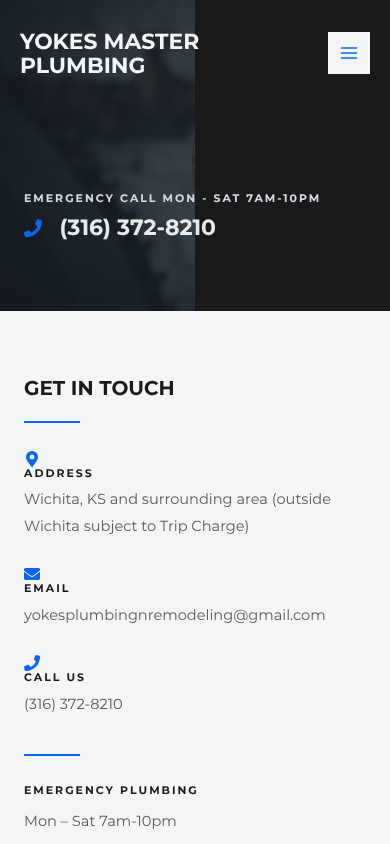 YOKES MASTER
PLUMBING
EMERGENCY CALL MON - SAT 7AM-10PM
(316) 372-8210
GET IN TOUCH
ADDRESS
Wichita, KS and surrounding area (outside
Wichita subject to Trip Charge)
EMAIL
yokesplumbingnremodeling@gmail.com
CALL US
(316) 372-8210
EMERGENCY PLUMBING
Mon – Sat 7am-10pm